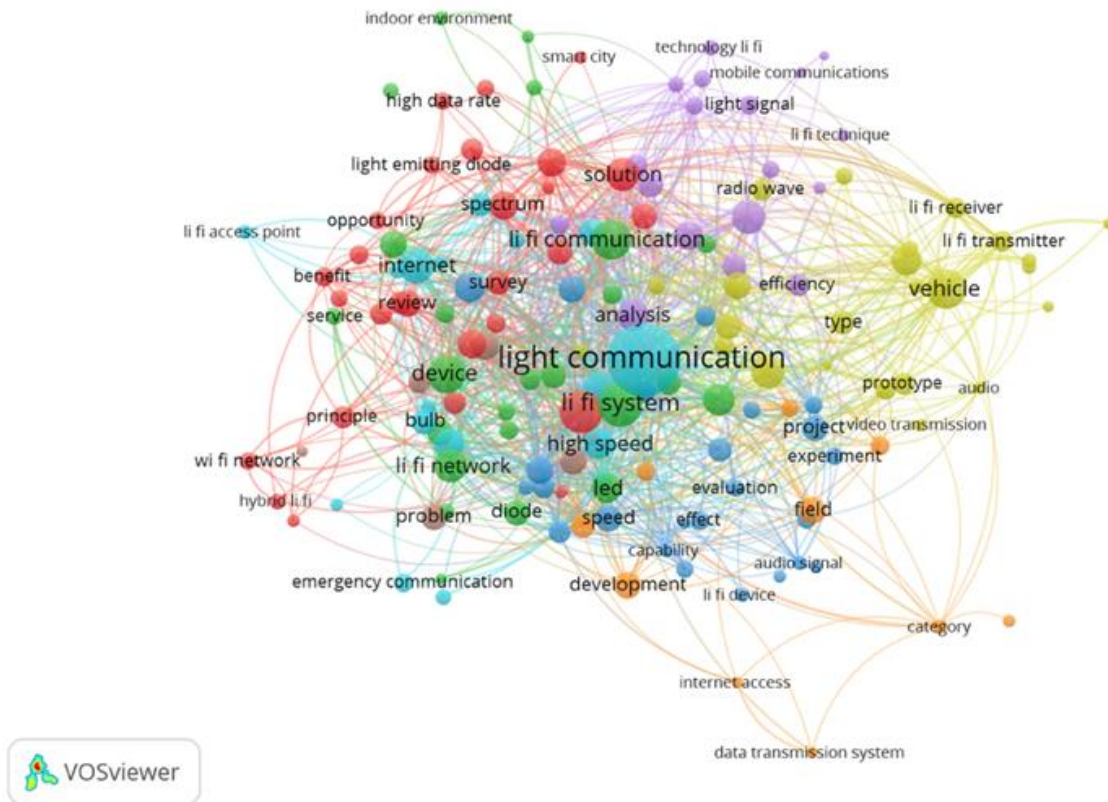 indoor environment
technology li fi
smart city
mobile communications
high data rate
light signal
li fi technique
light emitting diode
solution
radio wave
spectrum
li fi receiver
opportunity
li fi access point
li fi communication
li fi transmitter
internet
benefit
survey
efficiency
vehicle
review
service
analysis
type
light communication
device
prototype
audio
li fi system
principle
bulb
project
video transmission
high speed
experiment
wi fi network
li fi network
led
evaluation
hybrid li fi
problem
diode
speed
effect
field
capability
audio signal
emergency communication
development
li fi device
category
internet access
data transmission system
VOSviewer